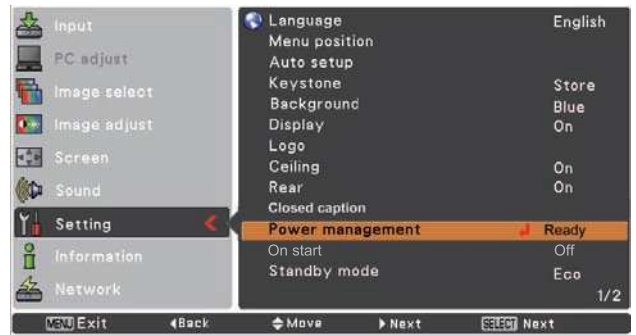 Input
PC adjust
Image select
Image adjust
Screen
Sound
Setting
Information
Network
Language English
Menu position
Auto setup
Keystone Store
Background Blue
Display On
Logo
Ceiling On
Rear On
Closed caption
Power management Ready
On start Off
Standby mode Eco
1/2
MENU Exit Back Move Next SELECT Next